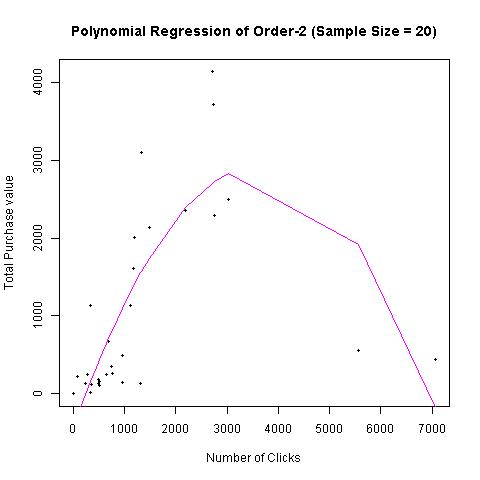 Polynomial Regression of Order-2 (Sample Size = 20)
Total Purchase value
4000
3000
2000
1000
0
0 1000 2000 3000 4000 5000 6000 7000
Number of Clicks